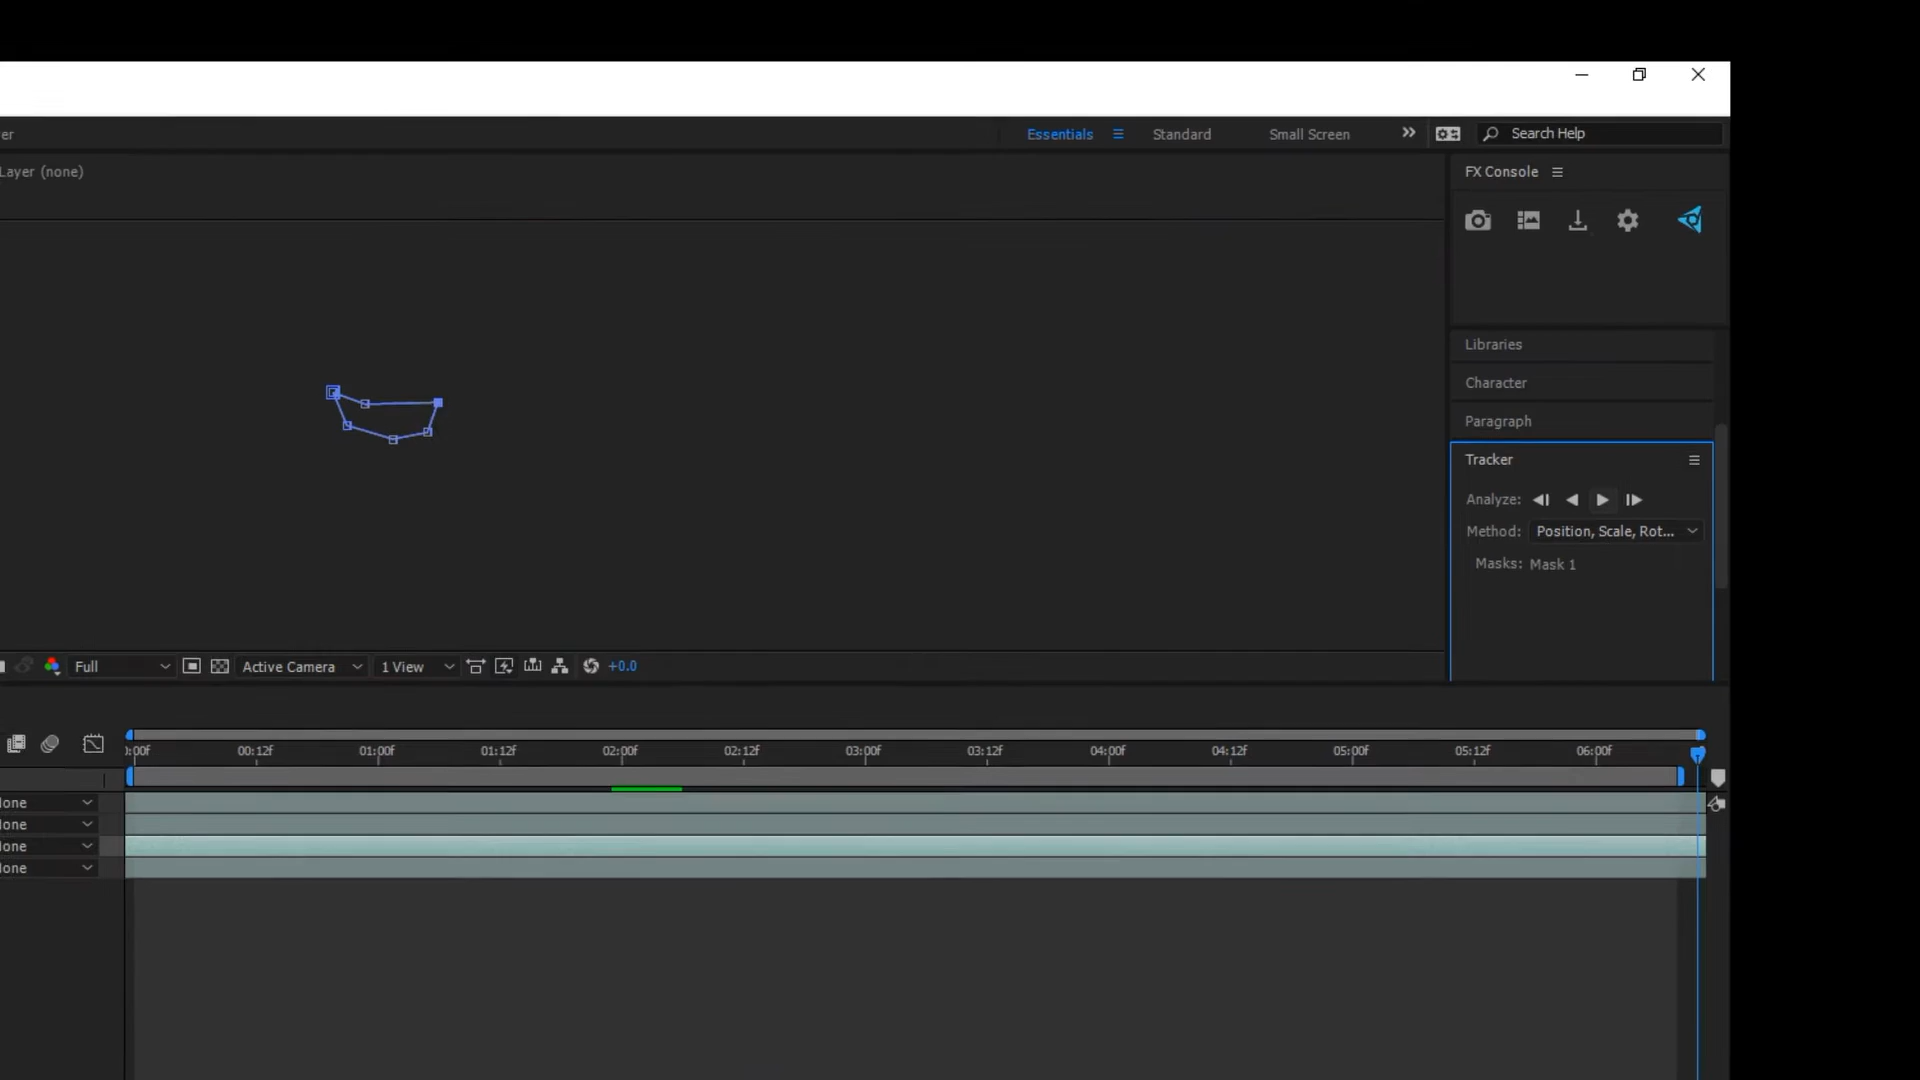 er
Essentials
Standard
Small Screen
Search Help
Layer (none)
FX Console
Libraries
Character
Paragraph
Tracker
Analyze:
Method: Position, Scale, Rot...
Masks: Mask 1
Full
Active Camera
1 View
+0.0
0:00f 00:12f 01:00f 01:12f 02:00f 02:12f 03:00f 03:12f 04:00f 04:12f 05:00f 05:12f 06:00f
lone
lone
lone
lone